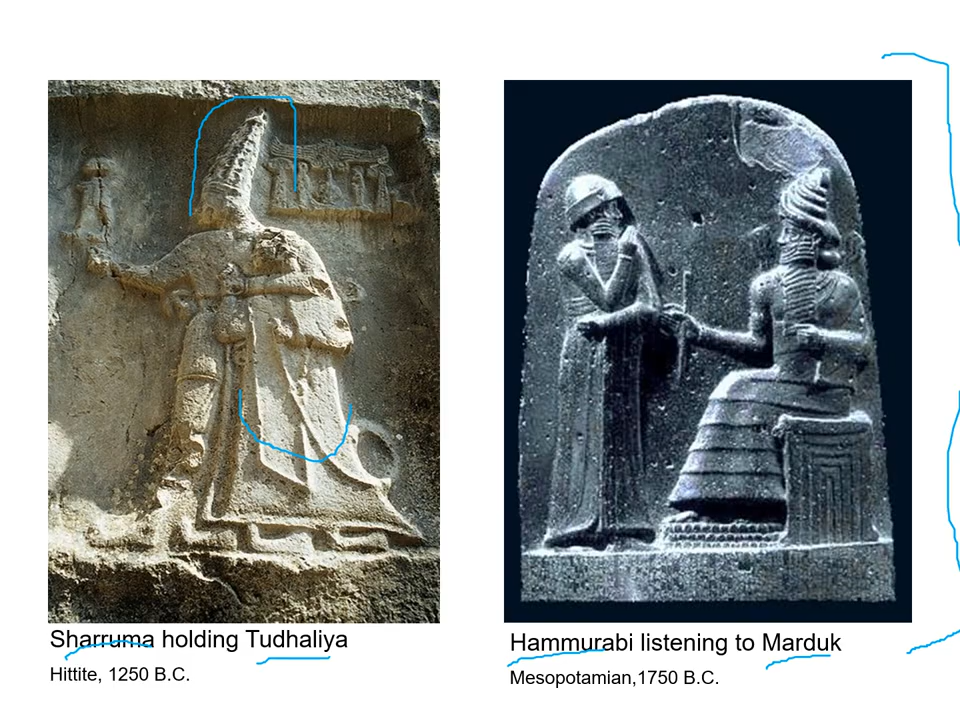 Sharruma holding Tudhaliya
Hittite, 1250 B.C.
Hammurabi listening to Marduk
Mesopotamian,1750 B.C.